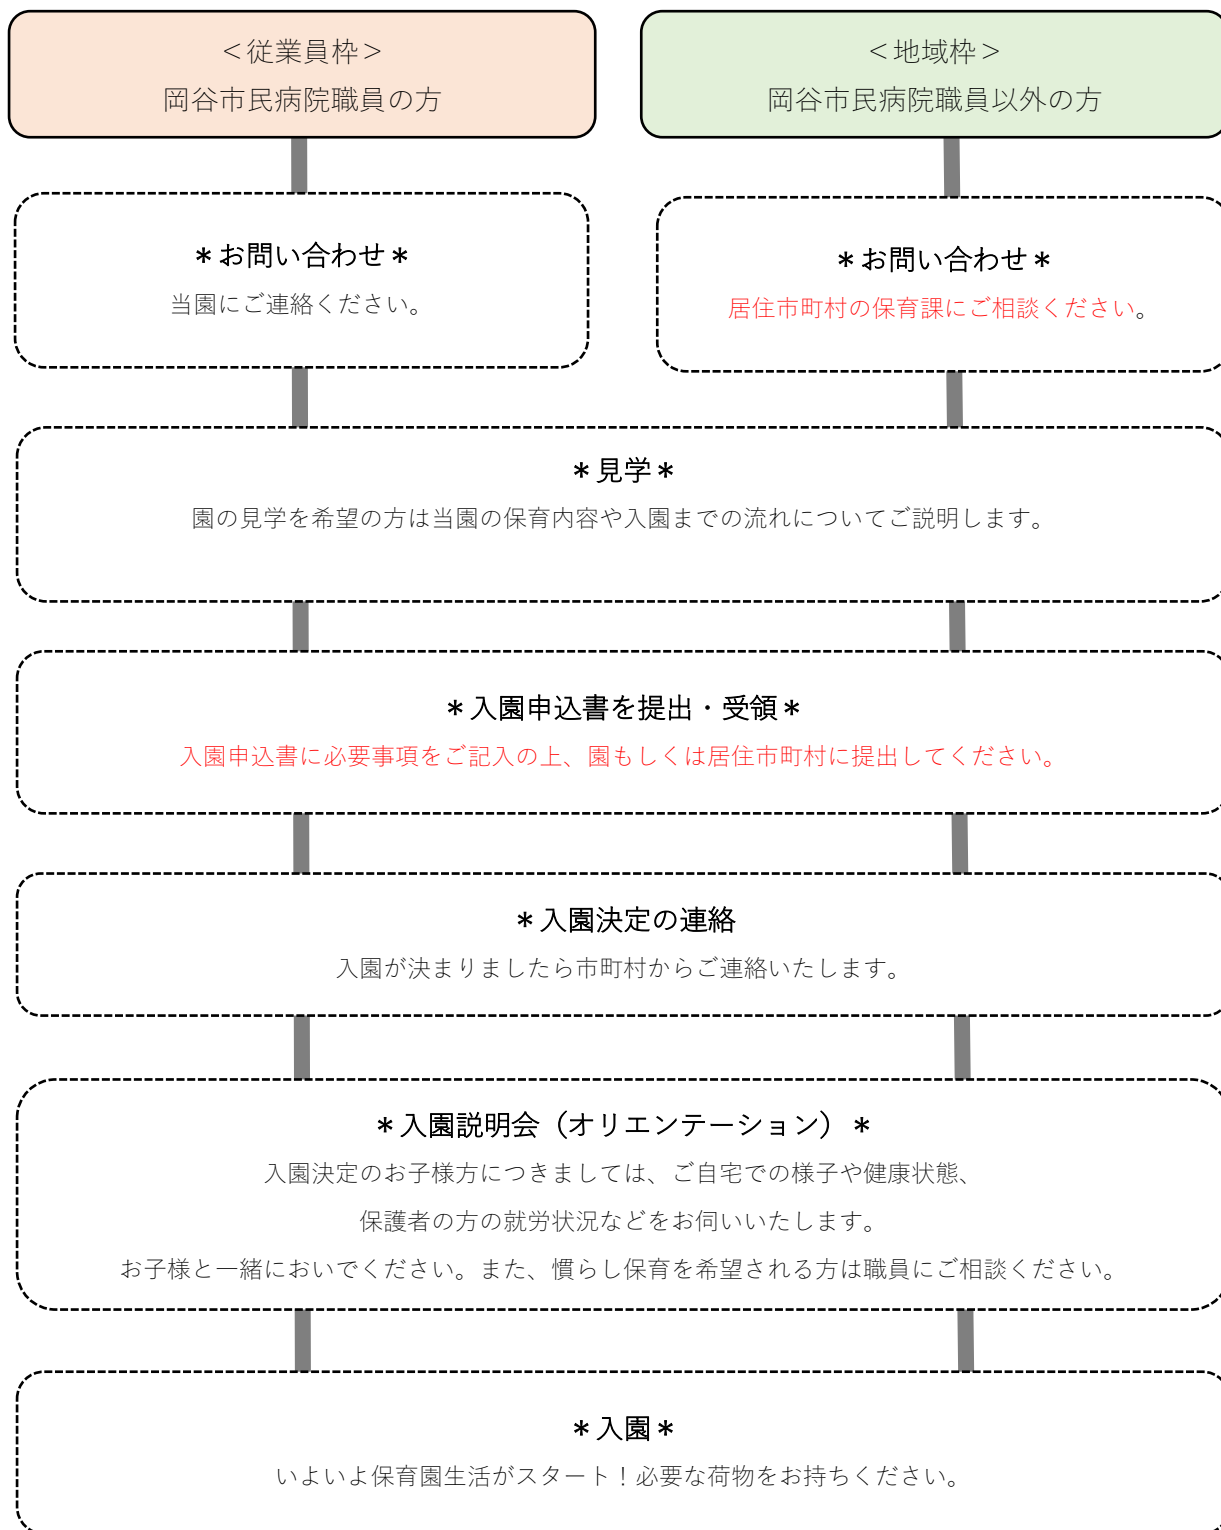 ＜従業員枠＞
岡谷市民病院職員の方
＜地域枠＞
岡谷市民病院職員以外の方
＊お問い合わせ＊
当園にご連絡ください。
＊お問い合わせ＊
居住市町村の保育課にご相談ください。
＊見学＊
園の見学を希望の方は当園の保育内容や入園までの流れについてご説明します。
＊入園申込書を提出・受領＊
入園申込書に必要事項をご記入の上、園もしくは居住市町村に提出してください。
＊入園決定の連絡
入園が決まりましたら市町村からご連絡いたします。
＊入園説明会（オリエンテーション）＊
入園決定のお子様方につきましては、ご自宅での様子や健康状態、
保護者の方の就労状況などをお伺いいたします。
お子様と一緒においでください。また、慣らし保育を希望される方は職員にご相談ください。
＊入園＊
いよいよ保育園生活がスタート！必要な荷物をお持ちください。